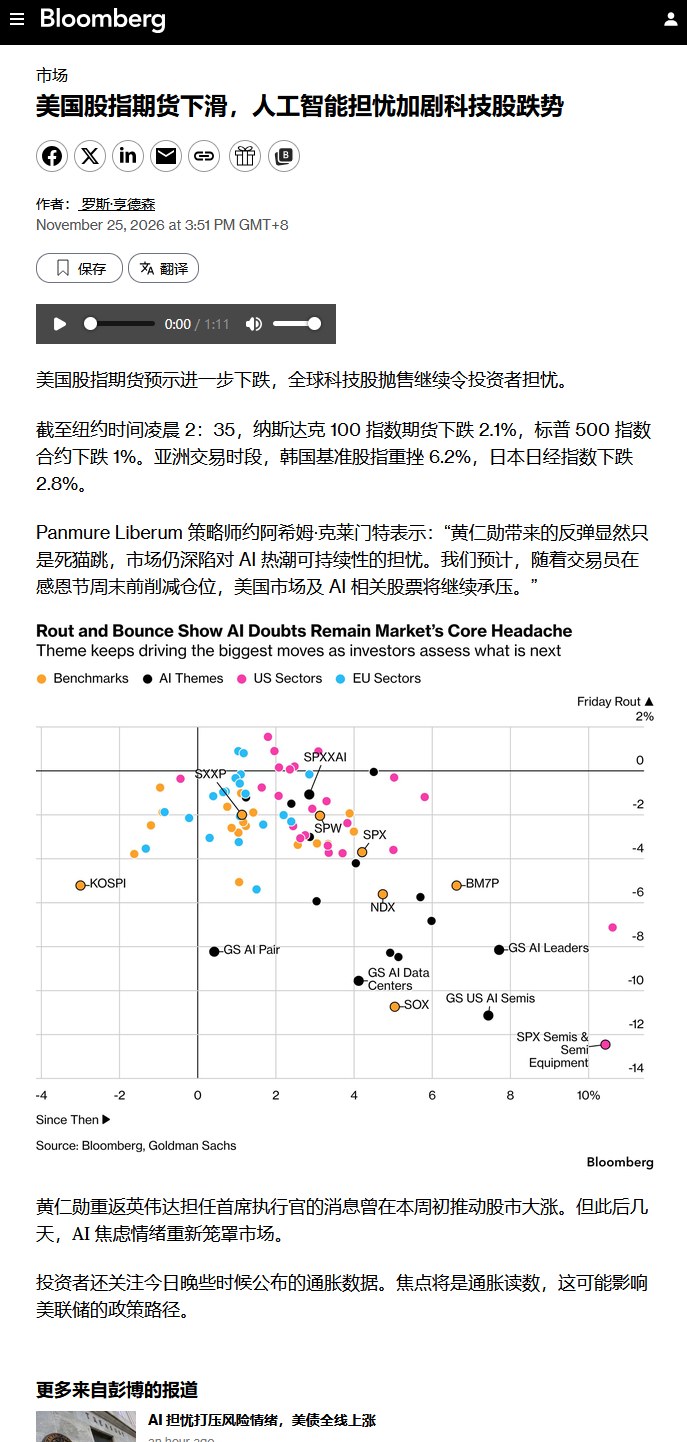 Bloomberg
市场
美国股指期货下滑，人工智能担忧加剧科技股跌势
作者： 罗斯·亨德森
November 25, 2026 at 3:51 PM GMT+8
保存
翻译
0:00 / 1:11
美国股指期货预示进一步下跌，全球科技股抛售继续令投资者担忧。
截至纽约时间凌晨 2：35，纳斯达克 100 指数期货下跌 2.1%，标普 500 指数
合约下跌 1%。亚洲交易时段，韩国基准股指重挫 6.2%，日本日经指数下跌
2.8%。
Panmure Liberum 策略师约阿希姆·克莱门特表示：“黄仁勋带来的反弹显然只
是死猫跳，市场仍深陷对 AI 热潮可持续性的担忧。我们预计，随着交易员在
感恩节周末前削减仓位，美国市场及 AI 相关股票将继续承压。”
Rout and Bounce Show AI Doubts Remain Market's Core Headache
Theme keeps driving the biggest moves as investors assess what is next
Benchmarks AI Themes US Sectors EU Sectors
Friday Rout ▲
2%
0
SPXXAI
SXXP
-2
SPW
SPX
-4
KOSPI
BM7P
-6
NDX
-8
GS AI Pair
GS AI Leaders
GS AI Data
Centers
-10
GS US AI Semis
SOX
-12
SPX Semis &
Semi
Equipment
-14
-4 -2 0 2 4 6 8 10%
Since Then ▶
Source: Bloomberg, Goldman Sachs
Bloomberg
黄仁勋重返英伟达担任首席执行官的消息曾在本周初推动股市大涨。但此后几
天，AI 焦虑情绪重新笼罩市场。
投资者还关注今日晚些时候公布的通胀数据。焦点将是通胀读数，这可能影响
美联储的政策路径。
更多来自彭博的报道
AI 担忧打压风险情绪，美债全线上涨
an hour ago